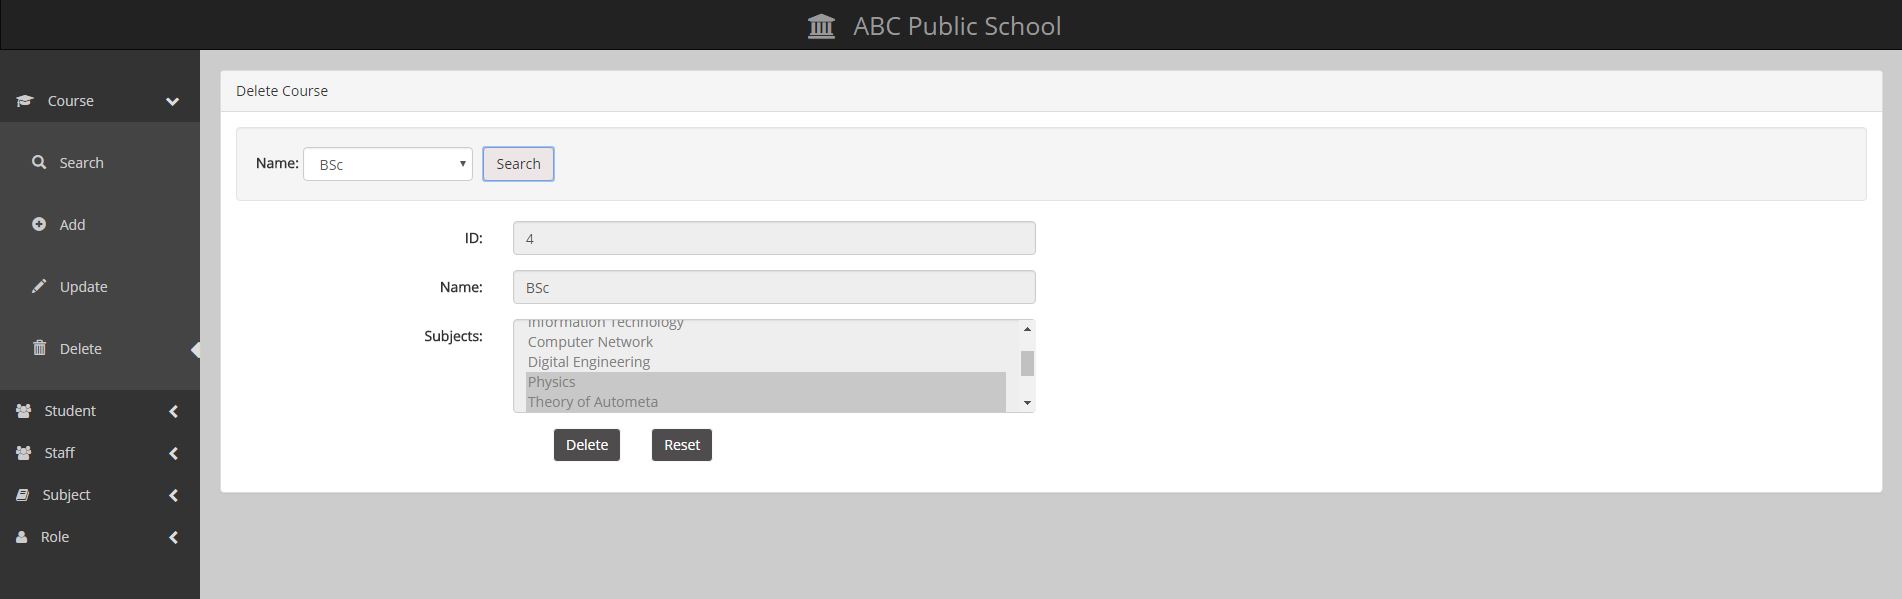 ABC Public School
Course
Search
Add
Update
Delete
Student
Staff
Subject
Role
Delete Course
Name: BSc Search
ID: 4
Name: BSc
Subjects:
Information Technology
Computer Network
Digital Engineering
Physics
Theory of Autometa
Delete Reset